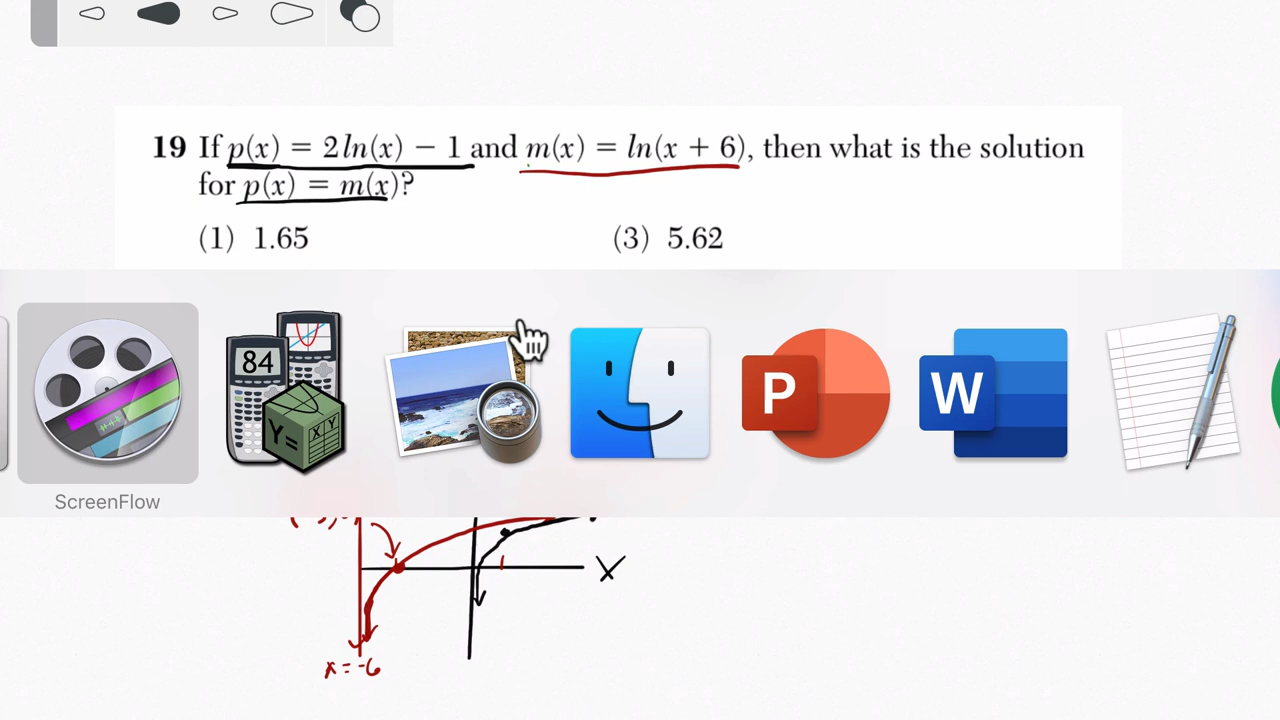 19 If p(x) = 2ln(x) − 1 and m(x) = ln(x + 6), then what is the solution
for p(x) = m(x)?
(1) 1.65 (3) 5.62
84
Y= X Y
P
W
ScreenFlow
X
x = -6